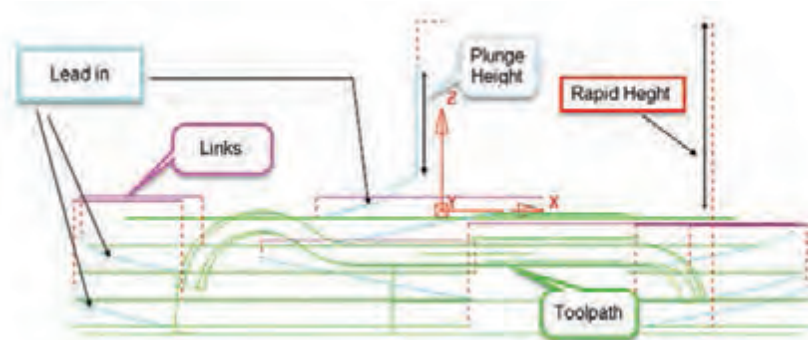 Lead in
Plunge
Height
Z
Rapid Heght
Links
Y
X
Toolpath